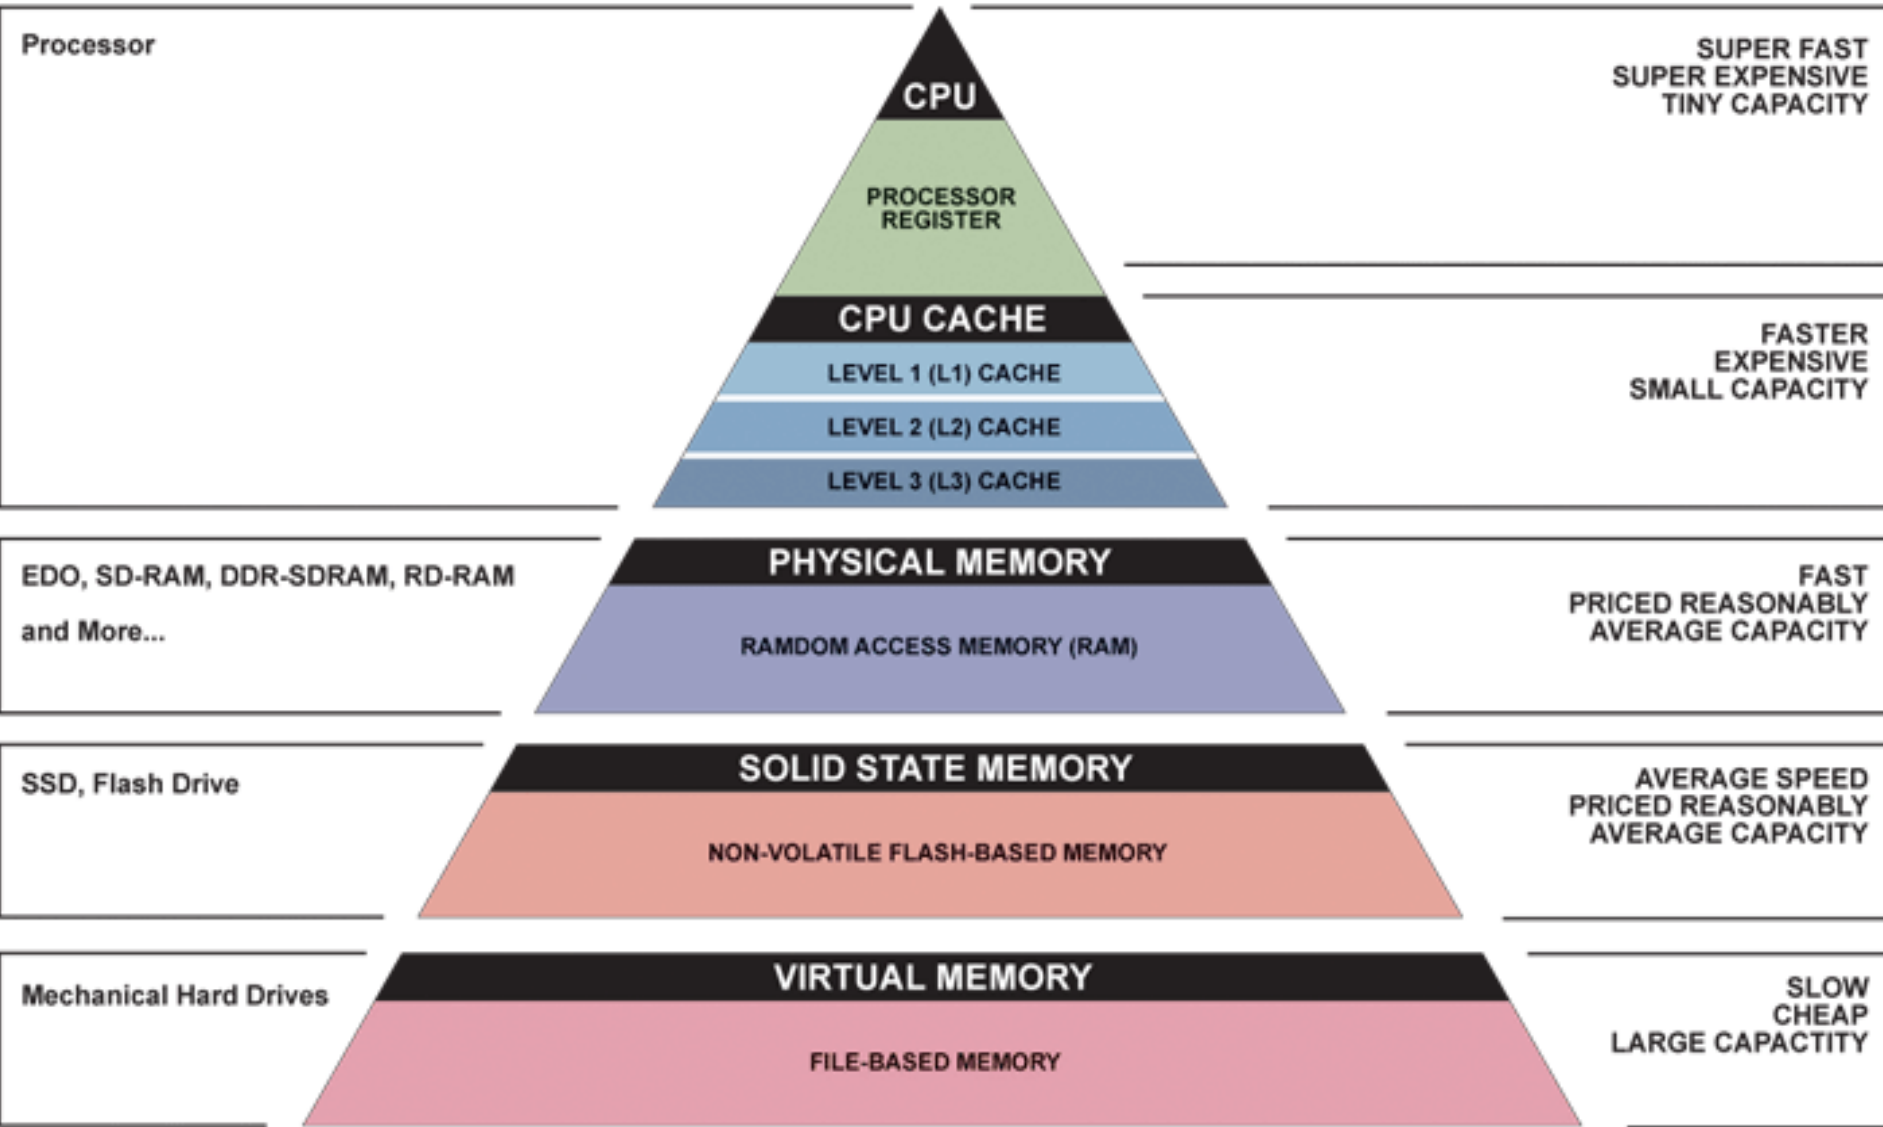 Processor
CPU
SUPER FAST
SUPER EXPENSIVE
TINY CAPACITY
PROCESSOR
REGISTER
CPU CACHE
LEVEL 1 (L1) CACHE
LEVEL 2 (L2) CACHE
LEVEL 3 (L3) CACHE
FASTER
EXPENSIVE
SMALL CAPACITY
EDO, SD-RAM, DDR-SDRAM, RD-RAM
and More...
PHYSICAL MEMORY
RAMDOM ACCESS MEMORY (RAM)
FAST
PRICED REASONABLY
AVERAGE CAPACITY
SSD, Flash Drive
SOLID STATE MEMORY
NON-VOLATILE FLASH-BASED MEMORY
AVERAGE SPEED
PRICED REASONABLY
AVERAGE CAPACITY
Mechanical Hard Drives
VIRTUAL MEMORY
FILE-BASED MEMORY
SLOW
CHEAP
LARGE CAPACTITY